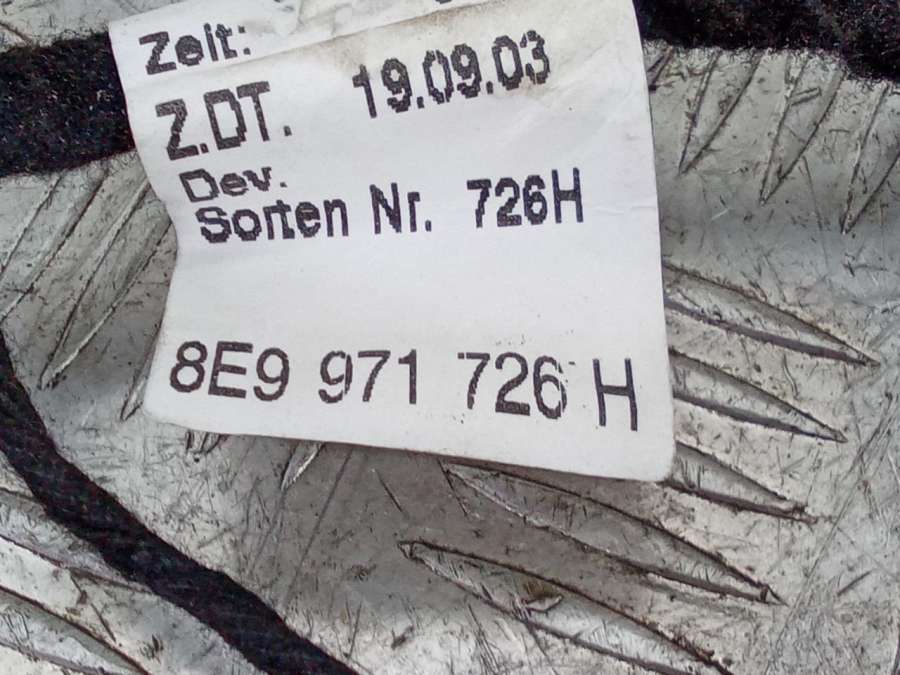 Zeit:
Z.DT. 19.09.03
Dev.
Sorten Nr. 726H
8E9 971 726 H